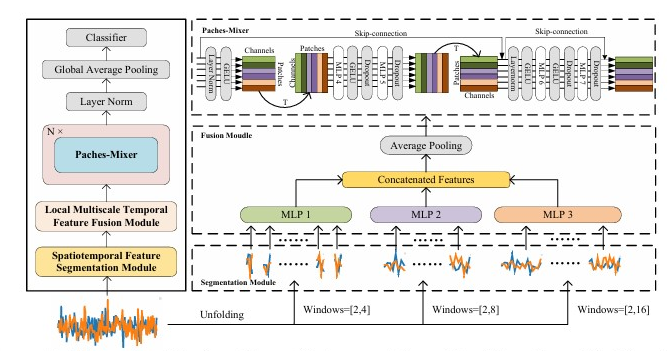 Classifier
Global Average Pooling
Layer Norm
N ×
Paches-Mixer
Local Multiscale Temporal
Feature Fusion Module
Spatiotemporal Feature
Segmentation Module
Paches-Mixer
Skip-connection
Skip-connection
Layer Norm
GELU
Channels
Patches
T
Patches
Channels
MLP 4
GELU
Dropout
MLP 5
Dropout
T
Patches
Channels
Layernorm
GELU
MLP 6
GELU
Dropout
MLP 7
Dropout
Fusion Moudle
Average Pooling
Concatenated Features
MLP 1
MLP 2
MLP 3
Segmentation Module
Unfolding
Windows=[2,4]
Windows=[2,8]
Windows=[2,16]